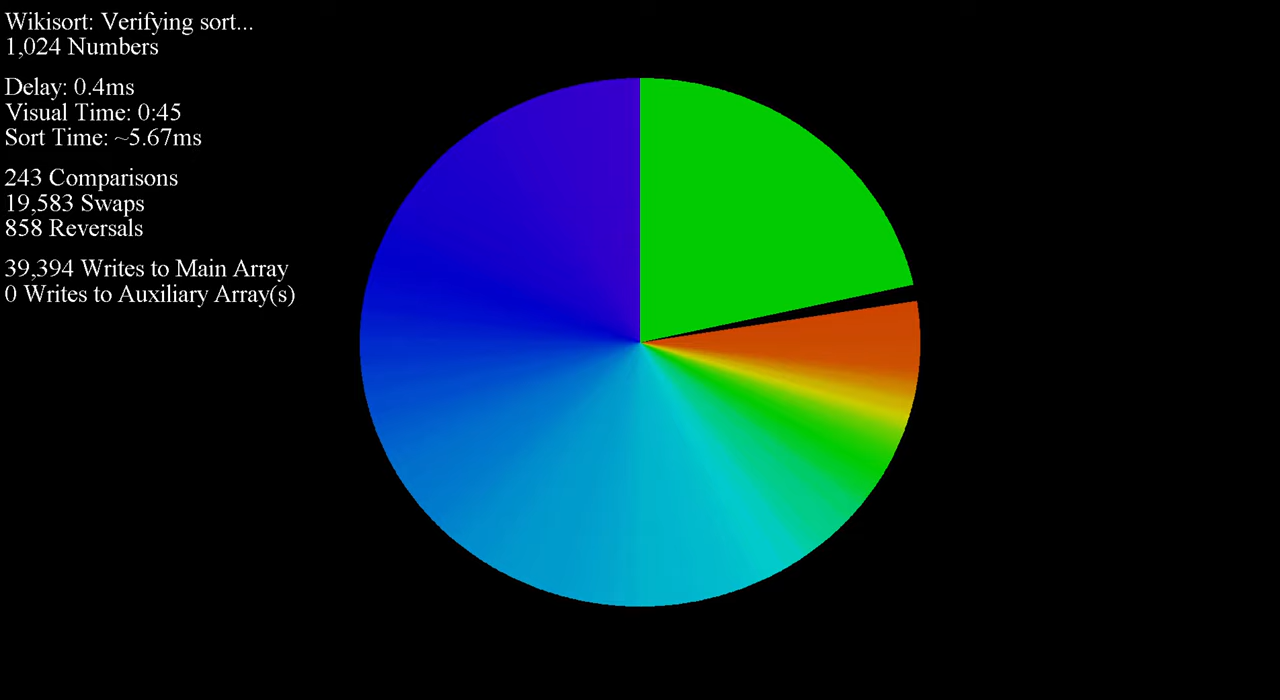 Wikisort: Verifying sort...
1,024 Numbers
Delay: 0.4ms
Visual Time: 0:45
Sort Time: ~5.67ms
243 Comparisons
19,583 Swaps
858 Reversals
39,394 Writes to Main Array
0 Writes to Auxiliary Array(s)